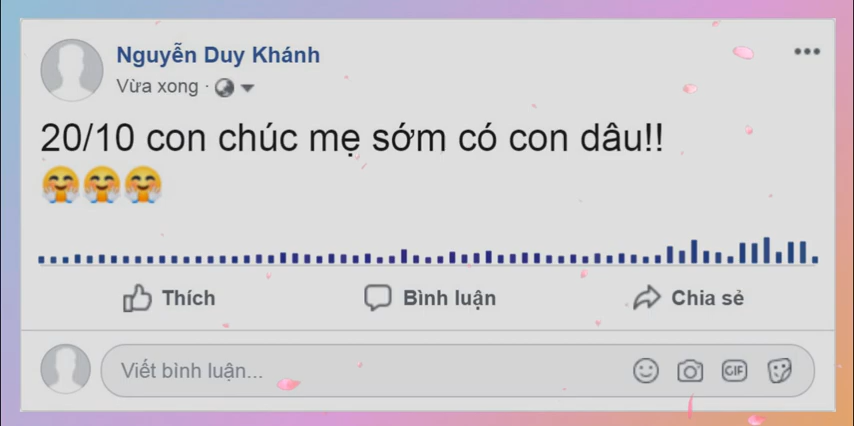 Nguyễn Duy Khánh
Vừa xong ·
20/10 con chúc mẹ sớm có con dâu!!
Thích
Bình luận
Chia sẻ
Viết bình luận...
GIF